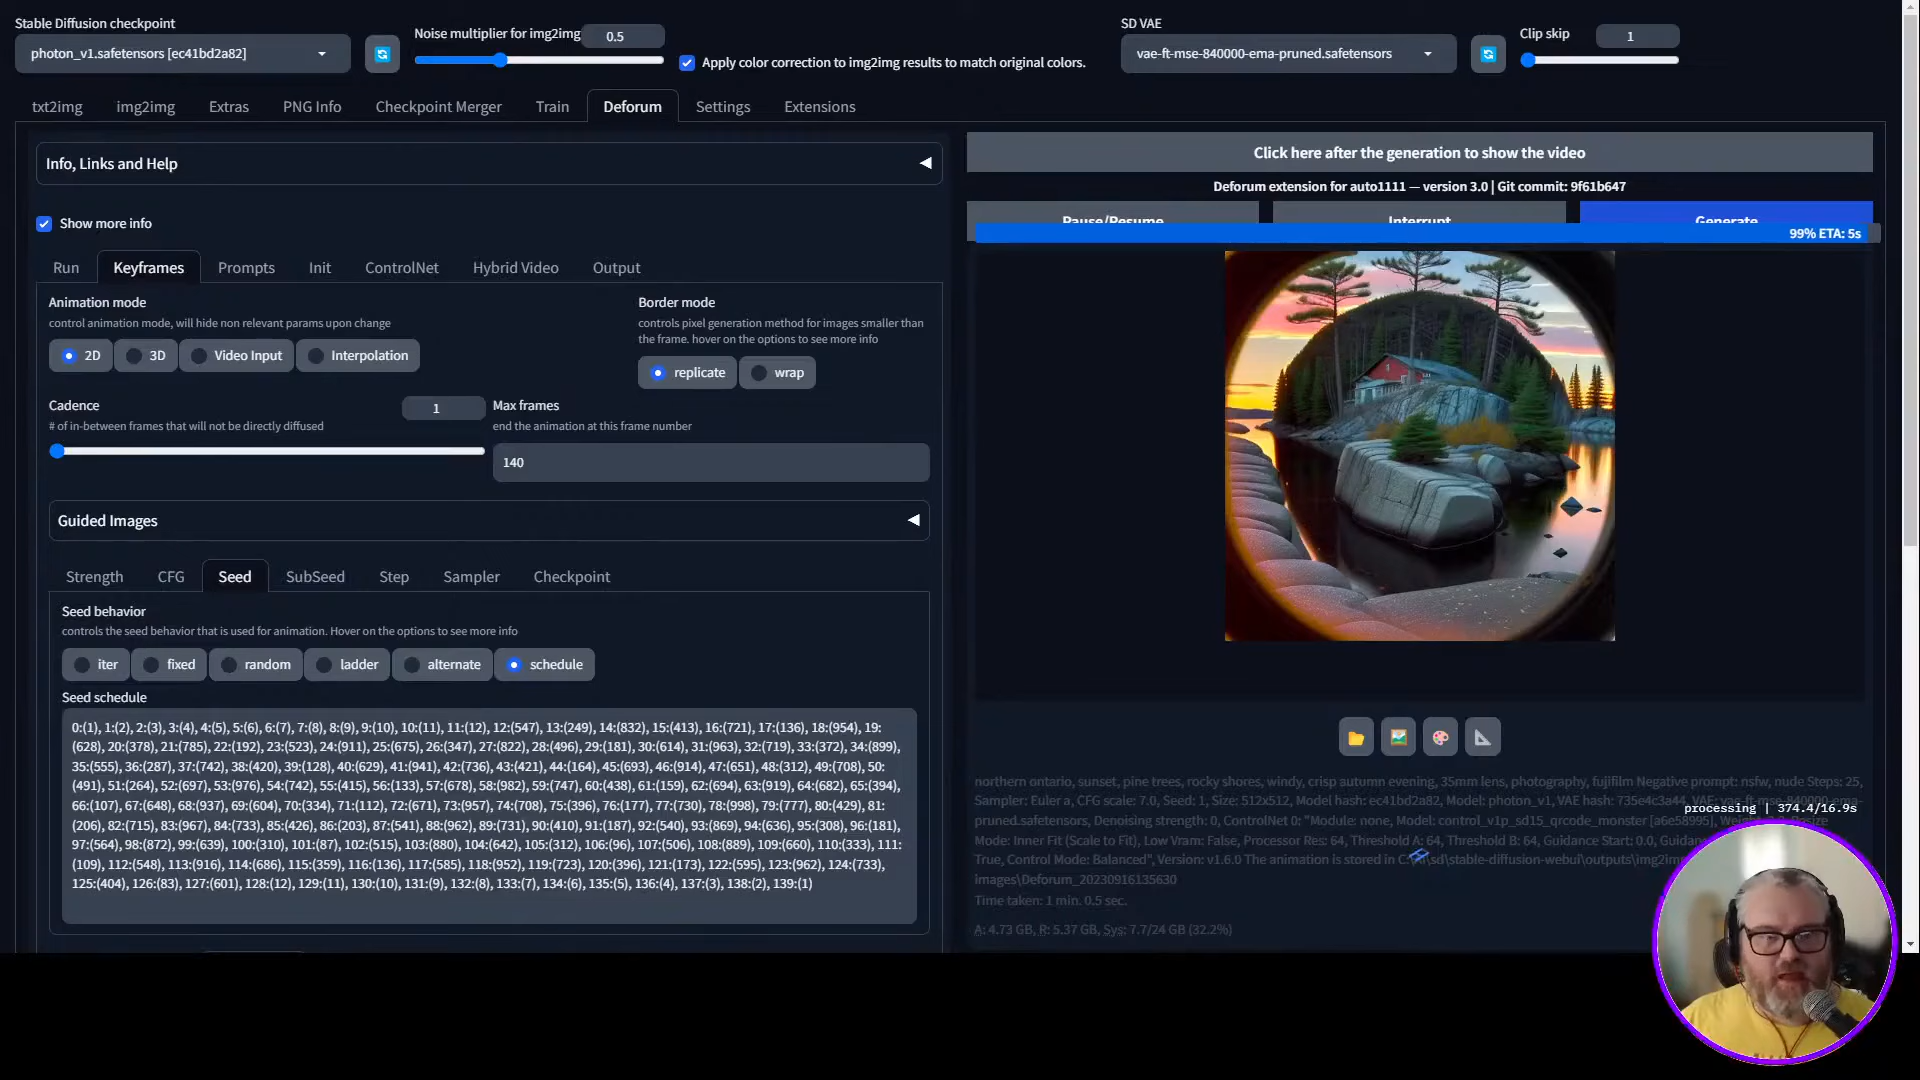 Stable Diffusion checkpoint
photon_v1.safetensors [ec41bd2a82]
Noise multiplier for img2img
0.5
Apply color correction to img2img results to match original colors.
SD VAE
vae-ft-mse-840000-ema-pruned.safetensors
Clip skip
1
txt2img img2img Extras PNG Info Checkpoint Merger Train Deforum Settings Extensions
Info, Links and Help
Show more info
Run Keyframes Prompts Init ControlNet Hybrid Video Output
Animation mode
control animation mode, will hide non relevant params upon change
2D 3D Video Input Interpolation
Border mode
controls pixel generation method for images smaller than
the frame. hover on the options to see more info
replicate wrap
Cadence
1
# of in-between frames that will not be directly diffused
Max frames
end the animation at this frame number
140
Guided Images
Strength CFG Seed SubSeed Step Sampler Checkpoint
Seed behavior
controls the seed behavior that is used for animation. Hover on the options to see more info
iter fixed random ladder alternate schedule
Seed schedule
0:(1), 1:(2), 2:(3), 3:(4), 4:(5), 5:(6), 6:(7), 7:(8), 8:(9), 9:(10), 10:(11), 11:(12), 12:(547), 13:(249), 14:(832), 15:(413), 16:(721), 17:(136), 18:(954), 19:
(628), 20:(378), 21:(785), 22:(192), 23:(523), 24:(911), 25:(675), 26:(347), 27:(822), 28:(496), 29:(181), 30:(614), 31:(963), 32:(719), 33:(372), 34:(899),
35:(555), 36:(287), 37:(742), 38:(420), 39:(128), 40:(629), 41:(941), 42:(736), 43:(421), 44:(164), 45:(693), 46:(914), 47:(651), 48:(312), 49:(708), 50:
(491), 51:(264), 52:(697), 53:(976), 54:(742), 55:(415), 56:(133), 57:(678), 58:(982), 59:(747), 60:(438), 61:(159), 62:(694), 63:(919), 64:(682), 65:(394),
66:(107), 67:(648), 68:(937), 69:(604), 70:(334), 71:(112), 72:(671), 73:(957), 74:(708), 75:(396), 76:(177), 77:(730), 78:(998), 79:(777), 80:(429), 81:
(206), 82:(715), 83:(967), 84:(733), 85:(426), 86:(203), 87:(541), 88:(962), 89:(731), 90:(410), 91:(187), 92:(540), 93:(869), 94:(636), 95:(308), 96:(181),
97:(564), 98:(872), 99:(639), 100:(310), 101:(87), 102:(515), 103:(880), 104:(642), 105:(312), 106:(96), 107:(506), 108:(889), 109:(660), 110:(333), 111:
(109), 112:(548), 113:(916), 114:(686), 115:(359), 116:(136), 117:(585), 118:(952), 119:(723), 120:(396), 121:(173), 122:(595), 123:(962), 124:(733),
125:(404), 126:(83), 127:(601), 128:(12), 129:(11), 130:(10), 131:(9), 132:(8), 133:(7), 134:(6), 135:(5), 136:(4), 137:(3), 138:(2), 139:(1)
Click here after the generation to show the video
Deforum extension for auto1111 — version 3.0 | Git commit: 9f61b647
Pause/Resume Interrupt Generate
99% ETA: 5s
northern ontario, sunset, pine trees, rocky shores, windy, crisp autumn evening, 35mm lens, photography, fujifilm Negative prompt: nsfw, nude Steps: 25,
Sampler: Euler a, CFG scale: 7.0, Seed: 1, Size: 512x512, Model hash: ec41bd2a82, Model: photon_v1, VAE hash: 735e4c3a44, VAE: vae-ft-mse-840000-ema-
processing | 374.4/16.9s
pruned.safetensors, Denoising strength: 0, ControlNet 0: "Module: none, Model: control_v1p_sd15_qrcode_monster [a6e58995], Resize
Mode: Inner Fit (Scale to Fit), Low Vram: False, Processor Res: 64, Threshold A: 64, Threshold B: 64, Guidance Start: 0.0,
True, Control Mode: Balanced", Version: v1.6.0 The animation is stored in
images\Deforum_20230916135630
Time taken: 1 min. 0.5 sec.
A: 4.73 GB, R: 5.37 GB, Sys: 7.7/24 GB (32.2%)